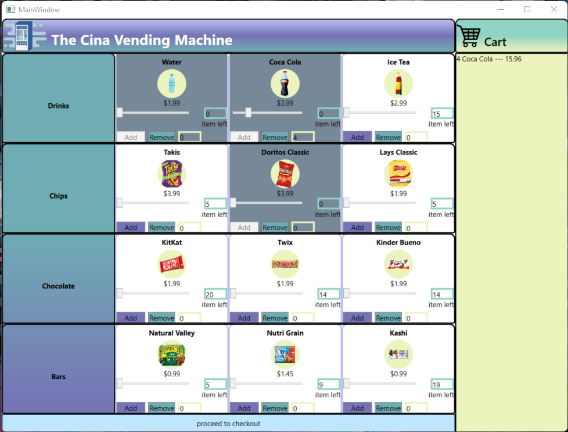 MainWindow
The Cina Vending Machine
Cart
4 Coca Cola --- 15.96
Drinks
Water
$1.99
0
item left
Add Remove 0
Coca Cola
$3.99
0
item left
Add Remove 4
Ice Tea
$2.99
15
item left
Add Remove 0
Chips
Takis
$3.99
5
item left
Add Remove 0
Doritos Classic
$3.99
0
item left
Add Remove 0
Lays Classic
$1.99
5
item left
Add Remove 0
Chocolate
KitKat
$1.99
20
item left
Add Remove 0
Twix
$1.99
14
item left
Add Remove 0
Kinder Bueno
$1.99
14
item left
Add Remove 0
Bars
Natural Valley
$0.99
5
item left
Add Remove 0
Nutri Grain
$1.45
9
item left
Add Remove 0
Kashi
$0.99
19
item left
Add Remove 0
proceed to checkout